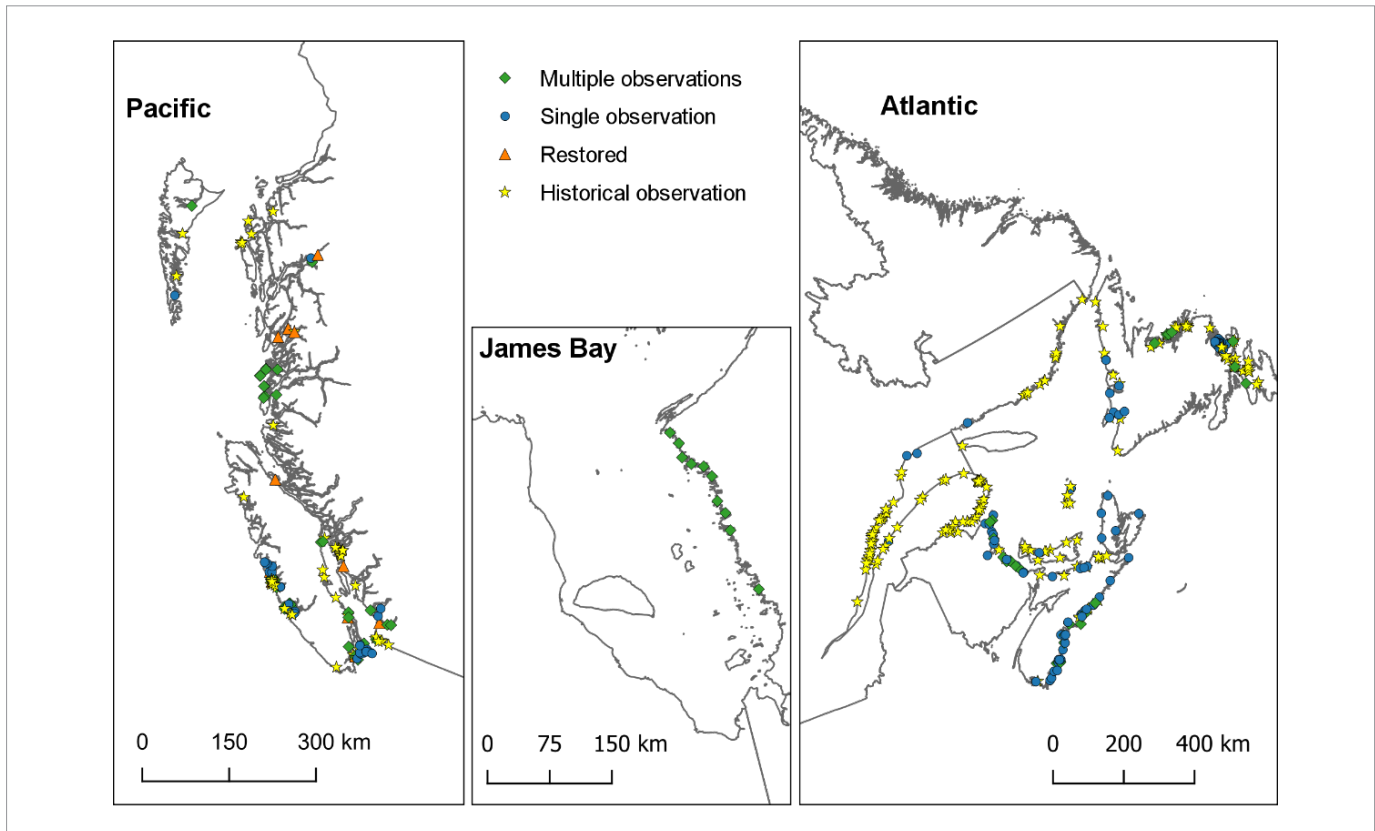 Pacific
Multiple observations
Single observation
Restored
Historical observation
Atlantic
James Bay
0 150 300 km
0 75 150 km
0 200 400 km